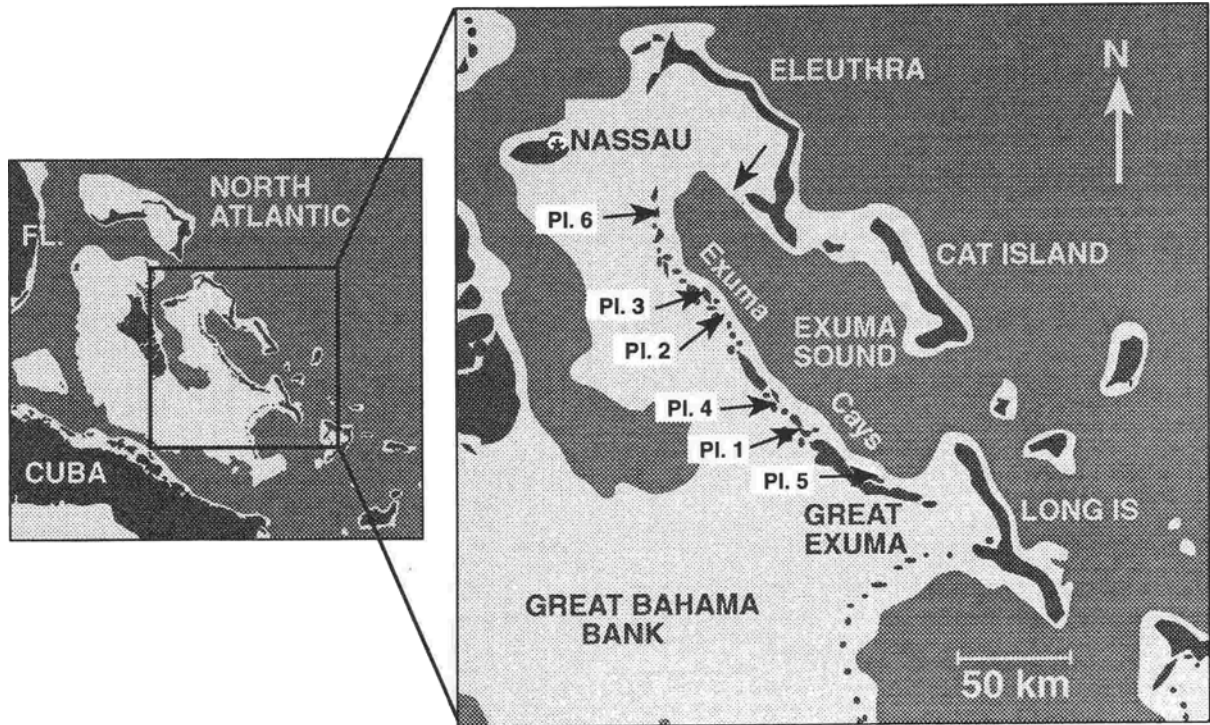 NORTH
ATLANTIC
FL.
CUBA
N
ELEUTHRA
NASSAU
Pl. 6
CAT ISLAND
Exuma
Pl. 3
EXUMA
SOUND
Pl. 2
Cays
Pl. 4
Pl. 1
Pl. 5
LONG IS
GREAT
EXUMA
GREAT BAHAMA
BANK
50 km